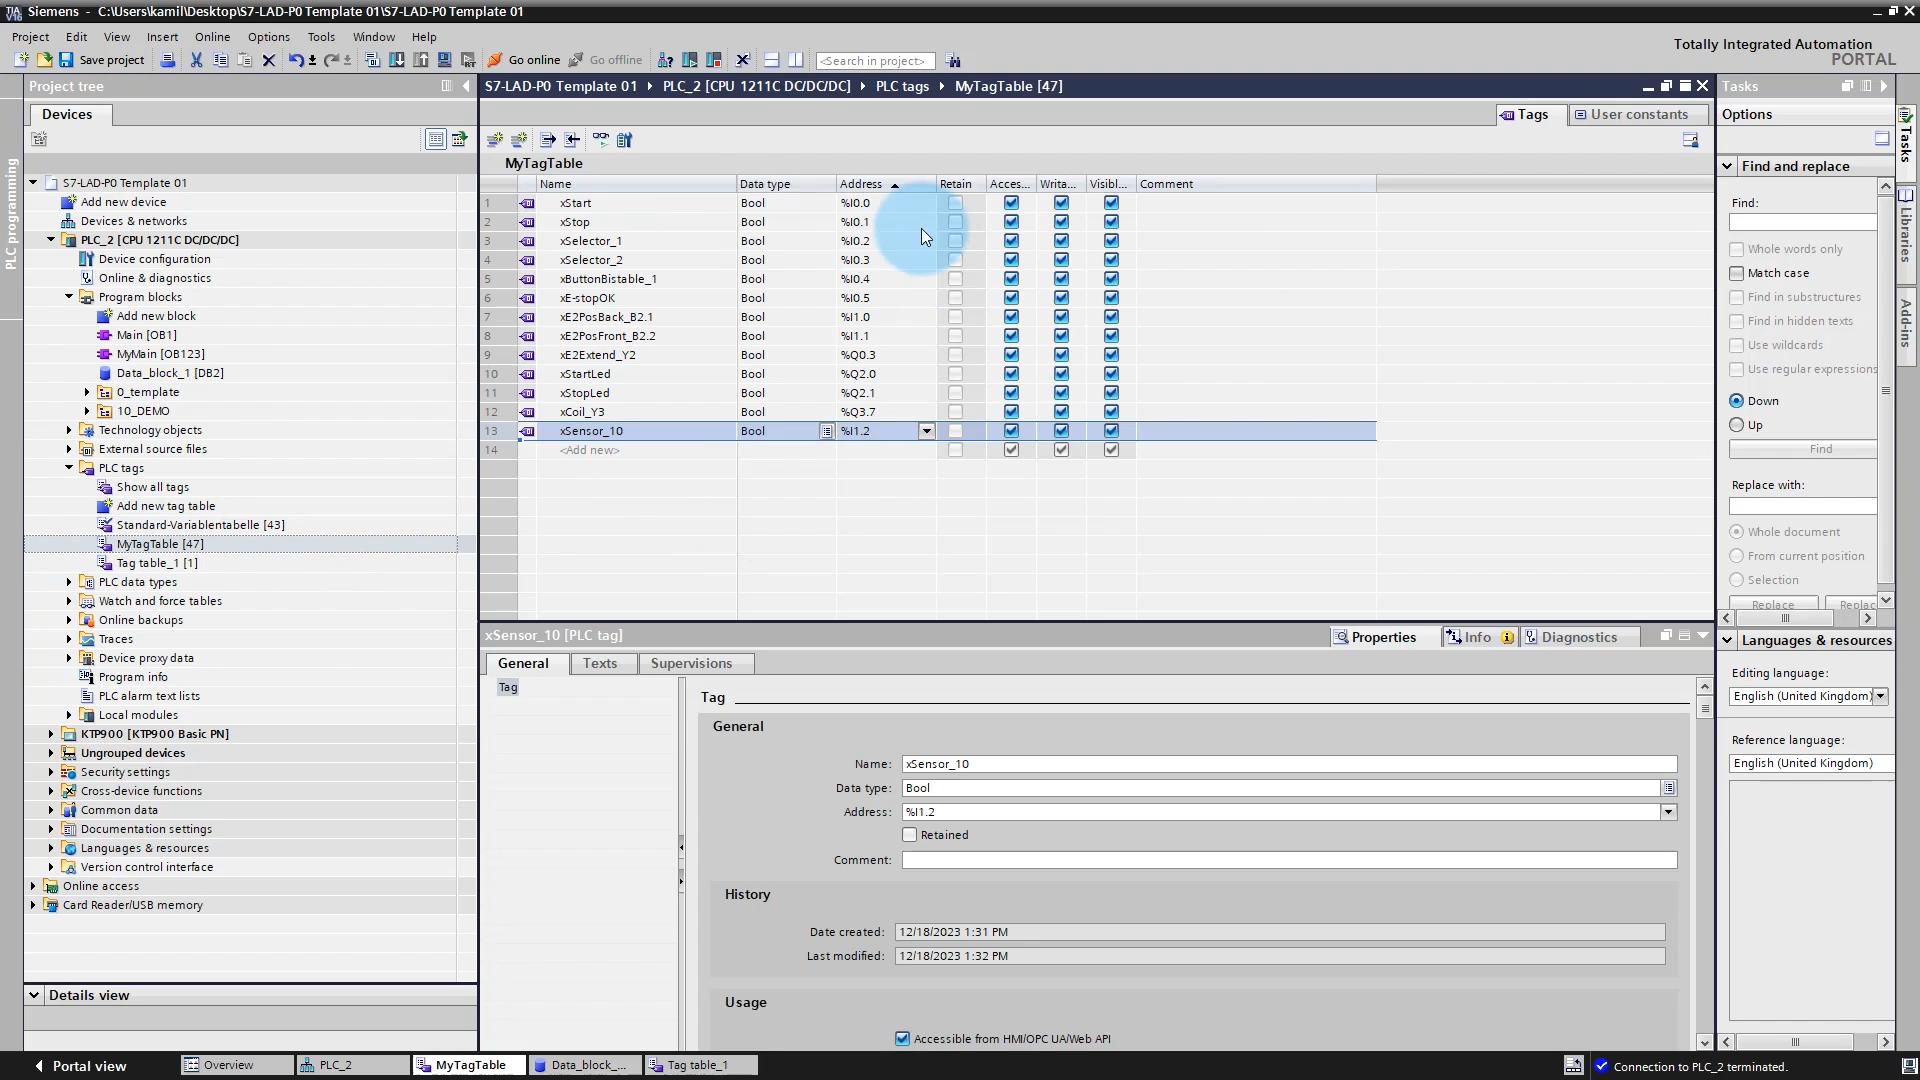 Siemens - C:\Users\kamil\Desktop\S7-LAD-P0 Template 01\S7-LAD-P0 Template 01
Project Edit View Insert Online Options Tools Window Help
Totally Integrated Automation
PORTAL
Save project Go online Go offline <Search in project>
Project tree
S7-LAD-P0 Template 01 PLC_2 [CPU 1211C DC/DC/DC] PLC tags MyTagTable [47]
Tasks
Devices
Tags User constants
Options
PLC programming
MyTagTable
Name Data type Address Retain Acces... Writa... Visibl... Comment
1 xStart Bool %I0.0
2 xStop Bool %I0.1
3 xSelector_1 Bool %I0.2
4 xSelector_2 Bool %I0.3
5 xButtonBistable_1 Bool %I0.4
6 xE-stopOK Bool %I0.5
7 xE2PosBack_B2.1 Bool %I1.0
8 xE2PosFront_B2.2 Bool %I1.1
9 xE2Extend_Y2 Bool %Q0.3
10 xStartLed Bool %Q2.0
11 xStopLed Bool %Q2.1
12 xCoil_Y3 Bool %Q3.7
13 xSensor_10 Bool %I1.2
14 <Add new>
S7-LAD-P0 Template 01
Add new device
Devices & networks
PLC_2 [CPU 1211C DC/DC/DC]
Device configuration
Online & diagnostics
Program blocks
Add new block
Main [OB1]
MyMain [OB123]
Data_block_1 [DB2]
0_template
10_DEMO
Technology objects
External source files
PLC tags
Show all tags
Add new tag table
Standard-Variablentabelle [43]
MyTagTable [47]
Tag table_1 [1]
PLC data types
Watch and force tables
Online backups
Traces
Device proxy data
Program info
PLC alarm text lists
Local modules
KTP900 [KTP900 Basic PN]
Ungrouped devices
Security settings
Cross-device functions
Common data
Documentation settings
Languages & resources
Version control interface
Online access
Card Reader/USB memory
Details view
xSensor_10 [PLC tag]
Properties Info Diagnostics
General Texts Supervisions
Tag
Tag
General
Name: xSensor_10
Data type: Bool
Address: %I1.2
Retained
Comment:
History
Date created: 12/18/2023 1:31 PM
Last modified: 12/18/2023 1:32 PM
Usage
Accessible from HMI/OPC UA/Web API
Find and replace
Find:
Whole words only
Match case
Find in substructures
Find in hidden texts
Use wildcards
Use regular expressions
Down
Up
Find
Replace with:
Whole document
From current position
Selection
Replace Replac
Languages & resources
Editing language:
English (United Kingdom)
Reference language:
English (United Kingdom)
Tasks
Libraries
Add-ins
Portal view Overview PLC_2 MyTagTable Data_block_... Tag table_1
Connection to PLC_2 terminated.